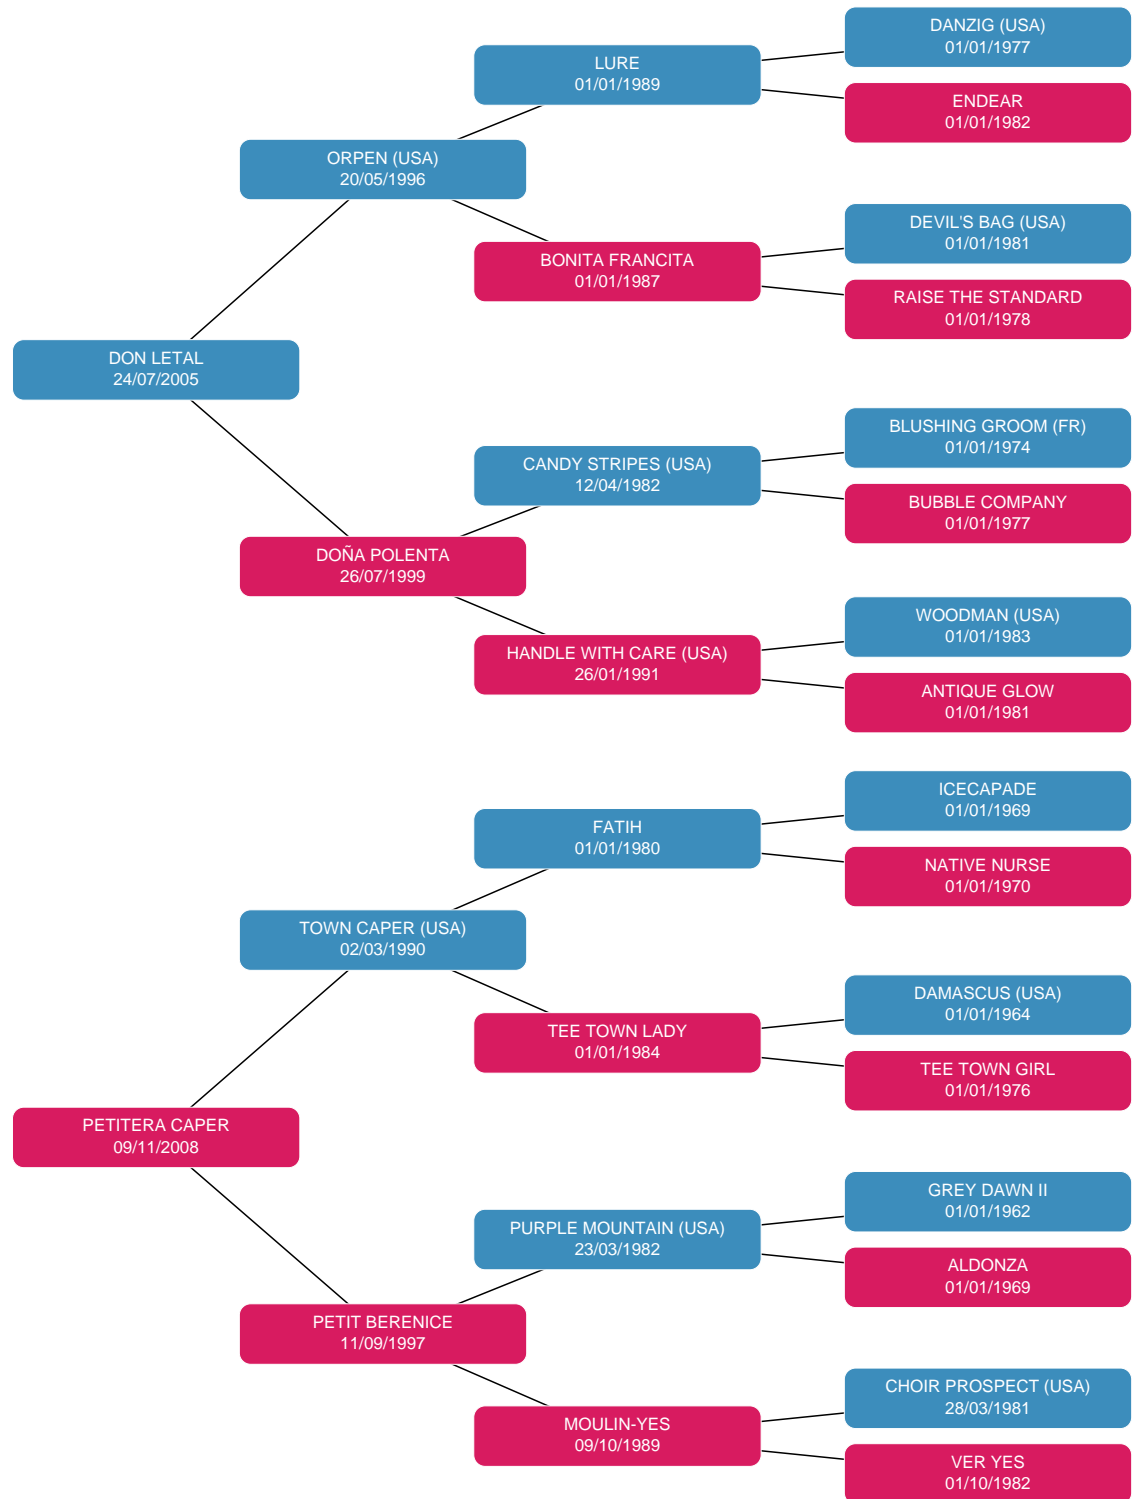 DANZIG (USA)
01/01/1977
LURE
01/01/1989
ENDEAR
01/01/1982
ORPEN (USA)
20/05/1996
DEVIL'S BAG (USA)
01/01/1981
BONITA FRANCITA
01/01/1987
RAISE THE STANDARD
01/01/1978
DON LETAL
24/07/2005
BLUSHING GROOM (FR)
01/01/1974
CANDY STRIPES (USA)
12/04/1982
BUBBLE COMPANY
01/01/1977
DOÑA POLENTA
26/07/1999
WOODMAN (USA)
01/01/1983
HANDLE WITH CARE (USA)
26/01/1991
ANTIQUE GLOW
01/01/1981
ICECAPADE
01/01/1969
FATIH
01/01/1980
NATIVE NURSE
01/01/1970
TOWN CAPER (USA)
02/03/1990
DAMASCUS (USA)
01/01/1964
TEE TOWN LADY
01/01/1984
TEE TOWN GIRL
01/01/1976
PETITERA CAPER
09/11/2008
GREY DAWN II
01/01/1962
PURPLE MOUNTAIN (USA)
23/03/1982
ALDONZA
01/01/1969
PETIT BERENICE
11/09/1997
CHOIR PROSPECT (USA)
28/03/1981
MOULIN-YES
09/10/1989
VER YES
01/10/1982